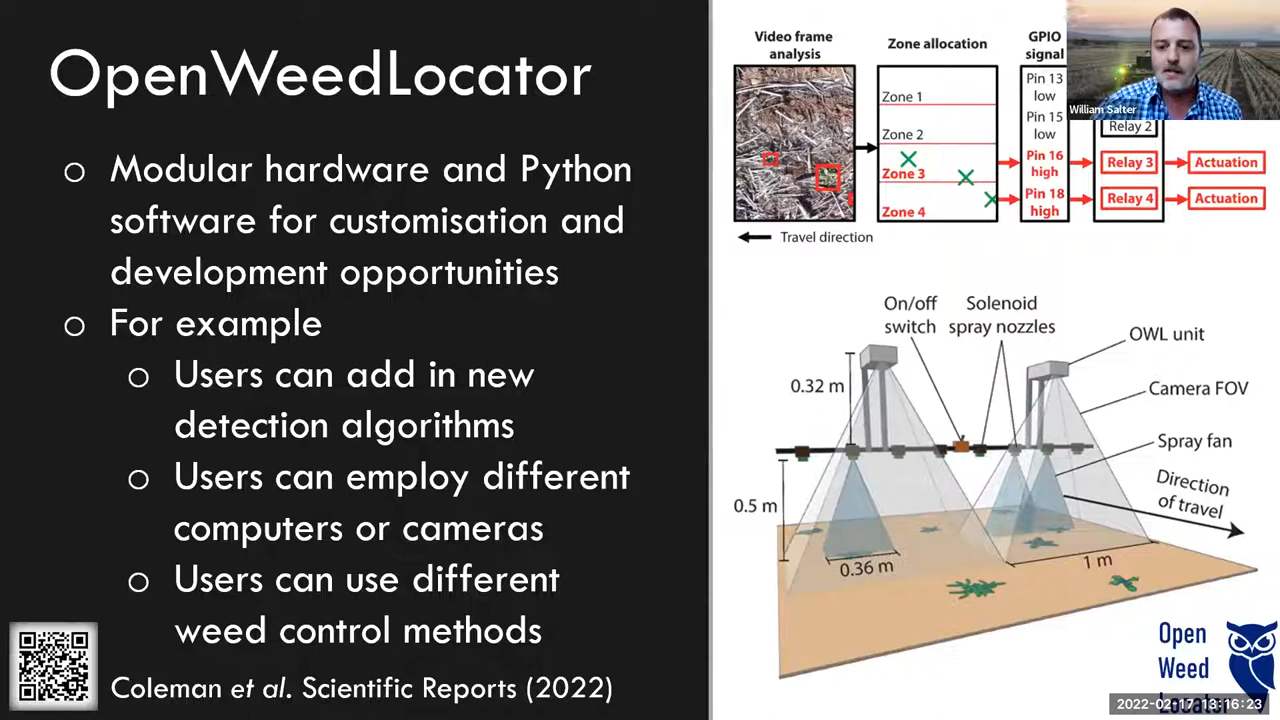 OpenWeedLocator
o Modular hardware and Python
software for customisation and
development opportunities
o For example
o Users can add in new
detection algorithms
o Users can employ different
computers or cameras
o Users can use different
weed control methods
Coleman et al. Scientific Reports (2022)
Video frame
analysis
Zone allocation
GPIO
signal
Zone 1
Zone 2
Zone 3
Zone 4
Pin 13
low
Pin 15
low
Pin 16
high
Pin 18
high
Relay 2
Relay 3
Relay 4
Actuation
Actuation
Travel direction
William Salter
On/off
switch
Solenoid
spray nozzles
OWL unit
Camera FOV
Spray fan
Direction
of travel
0.32 m
0.5 m
0.36 m
1 m
Open
Weed
Locator
2022-02-17 13:16:23